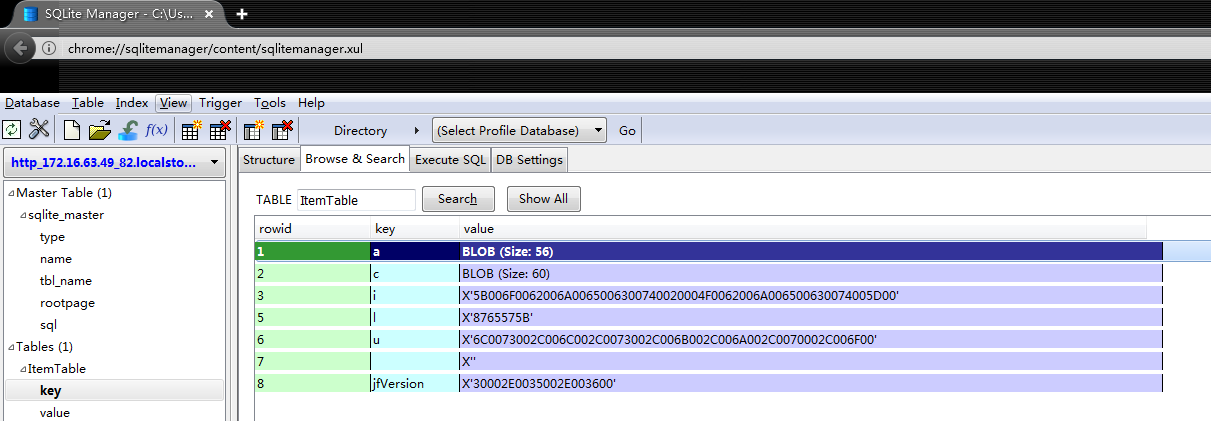 SQLite Manager - C:\Us...
chrome://sqlitemanager/content/sqlitemanager.xul
Database Table Index View Trigger Tools Help
f(x) Directory (Select Profile Database) Go
http_172.16.63.49_82.localsto...
Structure Browse & Search Execute SQL DB Settings
Master Table (1)
sqlite_master
type
name
tbl_name
rootpage
sql
Tables (1)
ItemTable
key
value
TABLE ItemTable Search Show All
rowid key value
1 a BLOB (Size: 56)
2 c BLOB (Size: 60)
3 i X'5B006F0062006A0065006300740020004F0062006A006500630074005D00'
5 l X'8765575B'
6 u X'6C0073002C006C002C0073002C006B002C006A002C0070002C006F00'
7 X''
8 jfVersion X'30002E0035002E003600'